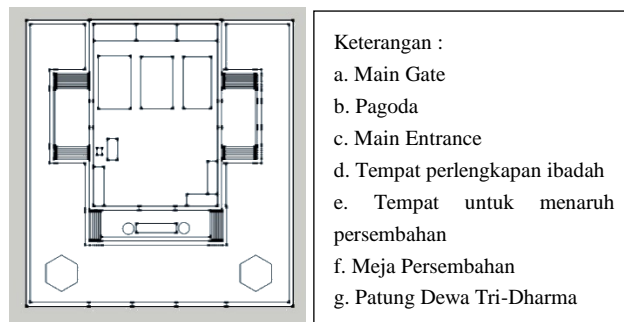 Keterangan :
a. Main Gate
b. Pagoda
c. Main Entrance
d. Tempat perlengkapan ibadah
e. Tempat untuk menaruh
persembahan
f. Meja Persembahan
g. Patung Dewa Tri-Dharma